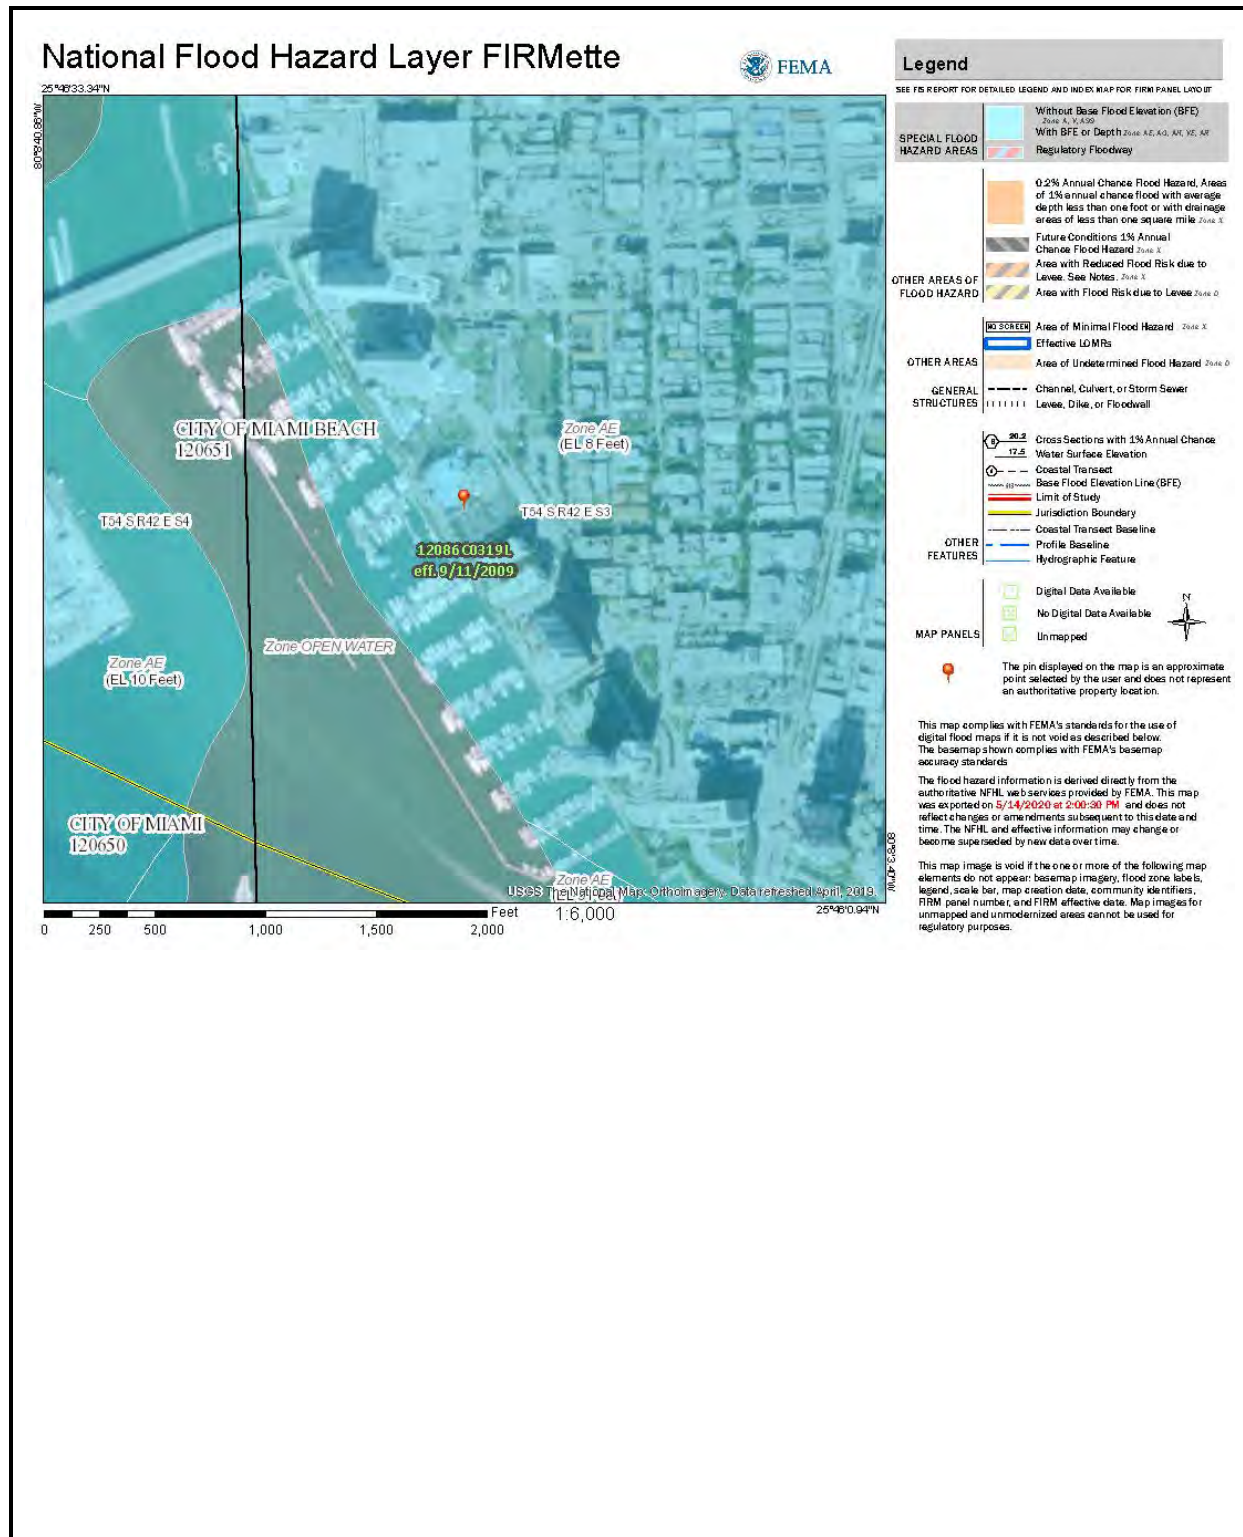 National Flood Hazard Layer FIRMette
FEMA
25°46'33.34"N
80°8'40.86"W
CITY OF MIAMI BEACH
120651
Zone AE
(EL 8 Feet)
T54 S R42 E S4
T54 S R42 E S3
12086C0319L
eff. 9/11/2009
Zone OPEN WATER
Zone AE
(EL 10 Feet)
CITY OF MIAMI
120650
Zone AE
(EL 9 Feet)
USGS The National Map: Orthoimagery. Data refreshed April, 2019.
80°8'3.40"W
25°46'0.94"N
Feet
1:6,000
0 250 500 1,000 1,500 2,000
Legend
SEE FIS REPORT FOR DETAILED LEGEND AND INDEX MAP FOR FIRM PANEL LAYOUT
SPECIAL FLOOD
HAZARD AREAS
Without Base Flood Elevation (BFE)
Zone A, V, A99
With BFE or Depth Zone AE, AO, AH, VE, AR
Regulatory Floodway
OTHER AREAS OF
FLOOD HAZARD
0.2% Annual Chance Flood Hazard, Areas
of 1% annual chance flood with average
depth less than one foot or with drainage
areas of less than one square mile Zone X
Future Conditions 1% Annual
Chance Flood Hazard Zone X
Area with Reduced Flood Risk due to
Levee. See Notes. Zone X
Area with Flood Risk due to Levee Zone D
OTHER AREAS
NO SCREEN Area of Minimal Flood Hazard Zone X
Effective LOMRs
Area of Undetermined Flood Hazard Zone D
GENERAL
STRUCTURES
Channel, Culvert, or Storm Sewer
Levee, Dike, or Floodwall
OTHER
FEATURES
B 20.2 Cross Sections with 1% Annual Chance
17.5 Water Surface Elevation
Coastal Transect
Base Flood Elevation Line (BFE)
Limit of Study
Jurisdiction Boundary
Coastal Transect Baseline
Profile Baseline
Hydrographic Feature
MAP PANELS
Digital Data Available
No Digital Data Available
Unmapped
N
The pin displayed on the map is an approximate
point selected by the user and does not represent
an authoritative property location.
This map complies with FEMA's standards for the use of
digital flood maps if it is not void as described below.
The basemap shown complies with FEMA's basemap
accuracy standards
The flood hazard information is derived directly from the
authoritative NFHL web services provided by FEMA. This map
was exported on 5/14/2020 at 2:00:30 PM and does not
reflect changes or amendments subsequent to this date and
time. The NFHL and effective information may change or
become superseded by new data over time.
This map image is void if the one or more of the following map
elements do not appear: basemap imagery, flood zone labels,
legend, scale bar, map creation date, community identifiers,
FIRM panel number, and FIRM effective date. Map images for
unmapped and unmodernized areas cannot be used for
regulatory purposes.